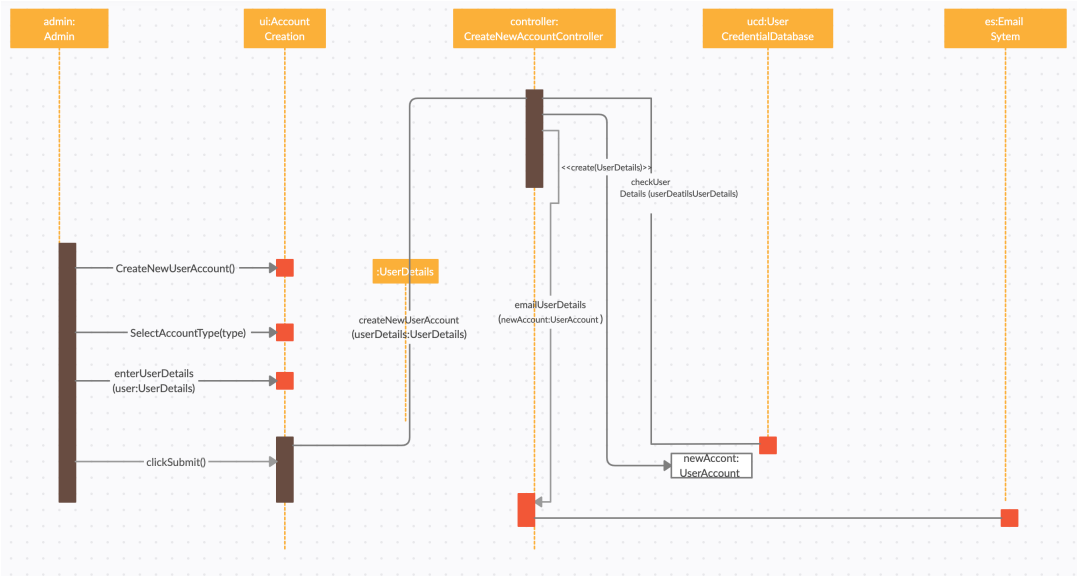 admin:
Admin
ui:Account
Creation
controller:
CreateNewAccountController
ucd:User
CredentialDatabase
es:Email
Sytem
<<create(UserDetails)>>
checkUser
Details (userDeatilsUserDetails)
CreateNewUserAccount()
:UserDetails
emailUserDetails
(newAccount:UserAccount )
createNewUserAccount
(userDetails:UserDetails)
SelectAccountType(type)
enterUserDetails
(user:UserDetails)
clickSubmit()
newAccont:
UserAccount